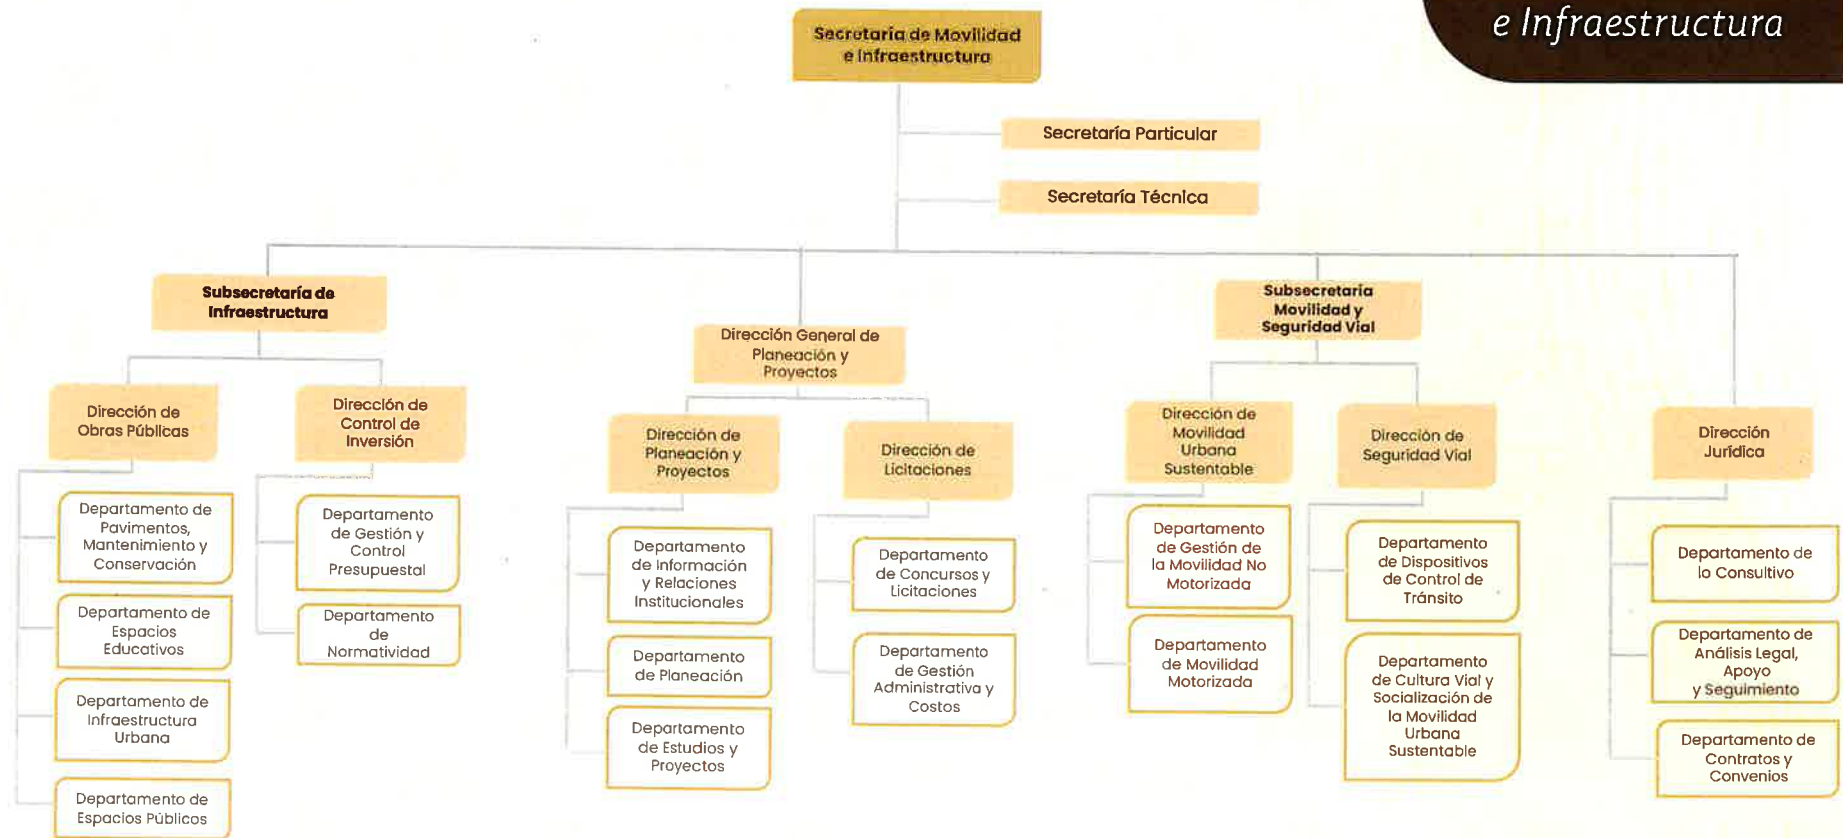 e Infraestructura
Secretaría de Movilidad
e Infraestructura
Secretaría Particular
Secretaría Técnica
Subsecretaría de
Infraestructura
Dirección de
Obras Públicas
Departamento de
Pavimentos,
Mantenimiento y
Conservación
Departamento de
Espacios
Educativos
Departamento de
Infraestructura
Urbana
Departamento de
Espacios Públicos
Dirección de
Control de
Inversión
Departamento
de Gestión y
Control
Presupuestal
Departamento
de
Normatividad
Dirección General de
Planeación y
Proyectos
Dirección de
Planeación y
Proyectos
Departamento
de Información
y Relaciones
Institucionales
Departamento
de Planeación
Departamento
de Estudios y
Proyectos
Dirección de
Licitaciones
Departamento
de Concursos y
Licitaciones
Departamento
de Gestión
Administrativa y
Costos
Subsecretaría
Movilidad y
Seguridad Vial
Dirección de
Movilidad
Urbana
Sustentable
Departamento
de Gestión de
la Movilidad No
Motorizada
Departamento
de Movilidad
Motorizada
Dirección de
Seguridad Vial
Departamento
de Dispositivos
de Control de
Tránsito
Departamento
de Cultura Vial y
Socialización de
la Movilidad
Urbana
Sustentable
Dirección
Jurídica
Departamento de
lo Consultivo
Departamento de
Análisis Legal,
Apoyo
y Seguimiento
Departamento de
Contratos y
Convenios